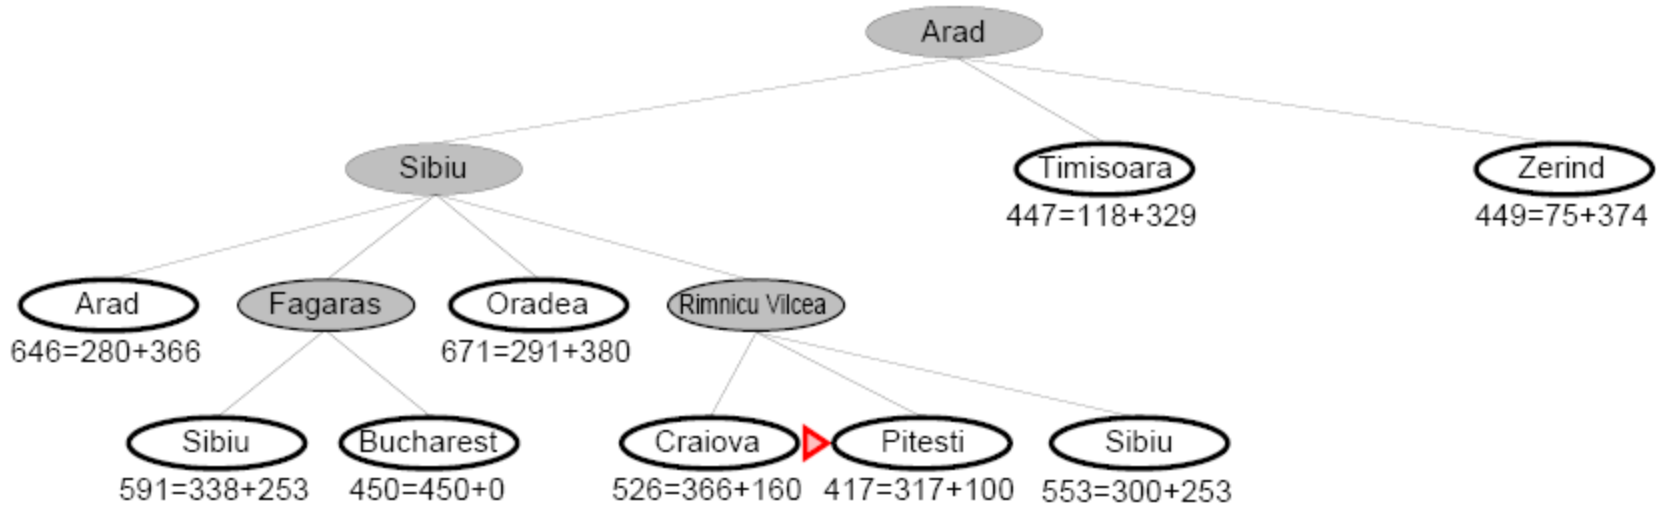 Arad
Sibiu
Timisoara
Zerind
447=118+329
449=75+374
Arad
Fagaras
Oradea
Rimnicu Vilcea
646=280+366
671=291+380
Sibiu
Bucharest
Craiova
Pitesti
Sibiu
591=338+253
450=450+0
526=366+160
417=317+100
553=300+253